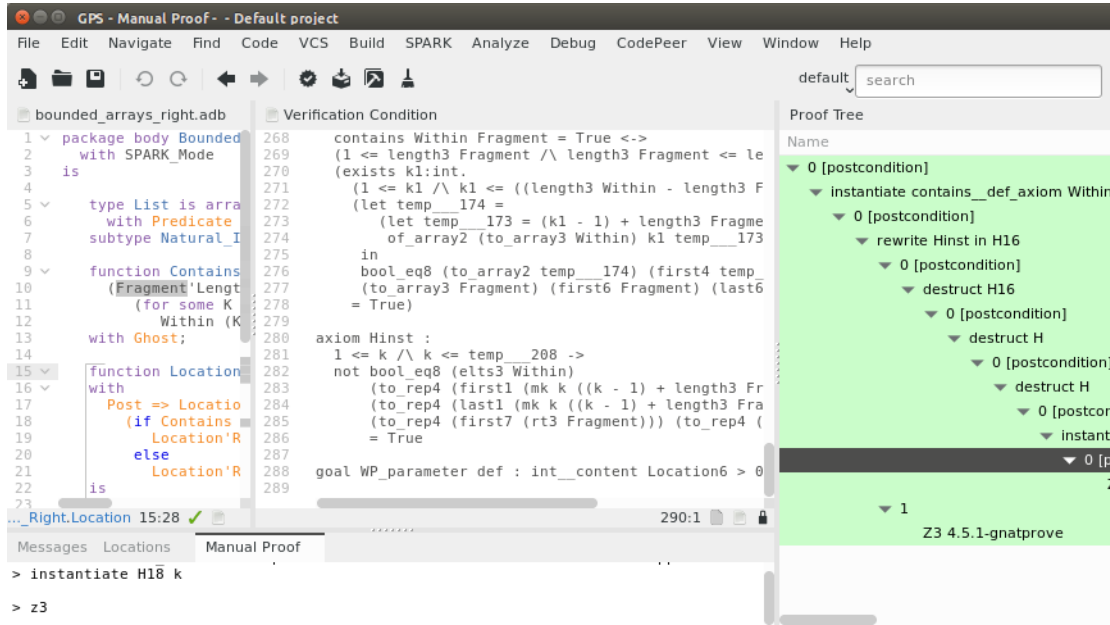 GPS - Manual Proof - - Default project
File Edit Navigate Find Code VCS Build SPARK Analyze Debug CodePeer View Window Help
default search
bounded_arrays_right.adb
1 package body Bounded
2 with SPARK_Mode
3 is
4
5 type List is arra
6 with Predicate
7 subtype Natural_I
8
9 function Contains
10 (Fragment'Lengt
11 (for some K
12 Within (K
13 with Ghost;
14
15 function Location
16 with
17 Post => Locatio
18 (if Contains
19 Location'R
20 else
21 Location'R
22 is
23
..._Right.Location 15:28
Verification Condition
268 contains Within Fragment = True <->
269 (1 <= length3 Fragment /\ length3 Fragment <= le
270 (exists k1:int.
271 (1 <= k1 /\ k1 <= ((length3 Within - length3 F
272 (let temp___174 =
273 (let temp___173 = (k1 - 1) + length3 Fragme
274 of_array2 (to_array3 Within) k1 temp___173
275 in
276 bool_eq8 (to_array2 temp___174) (first4 temp_
277 (to_array3 Fragment) (first6 Fragment) (last6
278 = True)
279
280 axiom Hinst :
281 1 <= k /\ k <= temp___208 ->
282 not bool_eq8 (elts3 Within)
283 (to_rep4 (first1 (mk k ((k - 1) + length3 Fr
284 (to_rep4 (last1 (mk k ((k - 1) + length3 Fra
285 (to_rep4 (first7 (rt3 Fragment))) (to_rep4 (
286 = True
287
288 goal WP_parameter def : int__content Location6 > 0
289
290:1
Proof Tree
Name
0 [postcondition]
instantiate contains__def_axiom Within
0 [postcondition]
rewrite Hinst in H16
0 [postcondition]
destruct H16
0 [postcondition]
destruct H
0 [postcondition]
destruct H
0 [postcor
instant
0 [p
1
Z3 4.5.1-gnatprove
Messages Locations Manual Proof
> instantiate H18 k
> z3